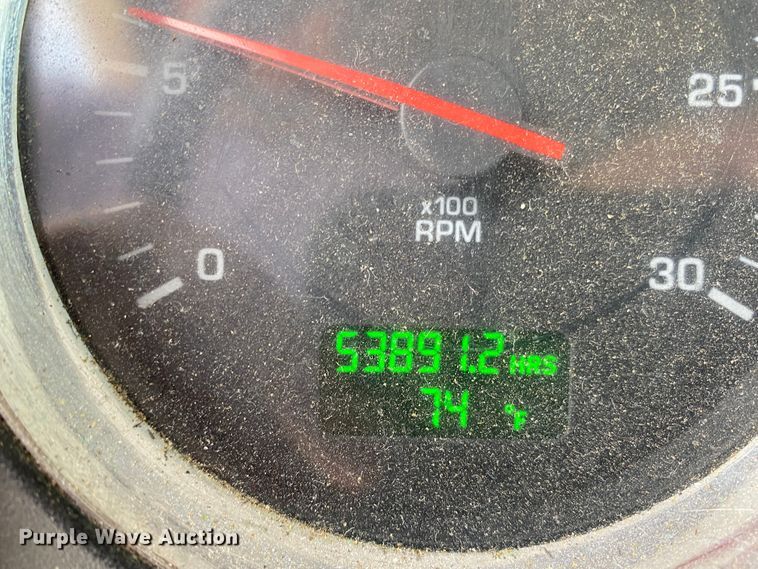 5
25
x100
RPM
0
30
53891.2 HRS
74 °F
Purple Wave Auction